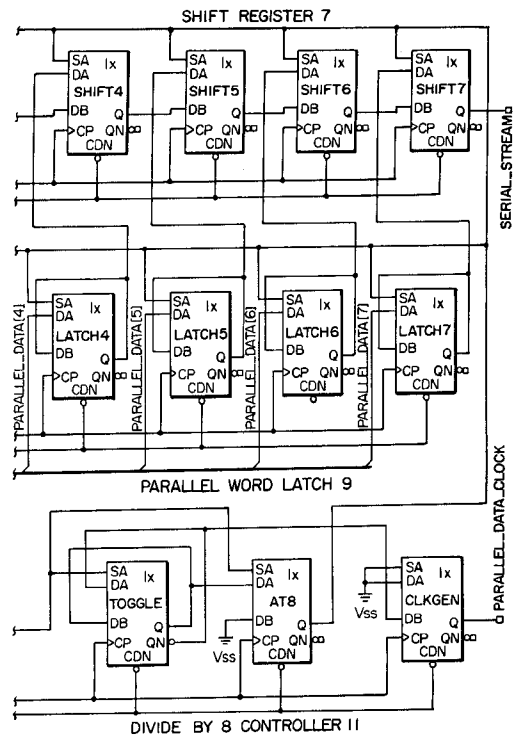 SHIFT REGISTER 7
SA Ix
DA
SHIFT4
DB Q
CP QN
CDN
SA Ix
DA
SHIFT5
DB Q
CP QN
CDN
SA Ix
DA
SHIFT6
DB Q
CP QN
CDN
SA Ix
DA
SHIFT7
DB Q
CP QN
CDN
SERIAL_STREAM
PARALLEL_DATA[4]
SA Ix
DA
LATCH4
DB Q
CP QN
CDN
PARALLEL_DATA[5]
SA Ix
DA
LATCH5
DB Q
CP QN
CDN
PARALLEL_DATA[6]
SA Ix
DA
LATCH6
DB Q
CP QN
CDN
PARALLEL_DATA[7]
SA Ix
DA
LATCH7
DB Q
CP QN
CDN
PARALLEL WORD LATCH 9
SA Ix
DA
TOGGLE
DB Q
CP QN
CDN
SA Ix
DA
AT8
DB Q
Vss
CP QN
CDN
SA Ix
DA
Vss
CLKGEN
DB Q
CP QN
CDN
PARALLEL_DATA_CLOCK
DIVIDE BY 8 CONTROLLER 11